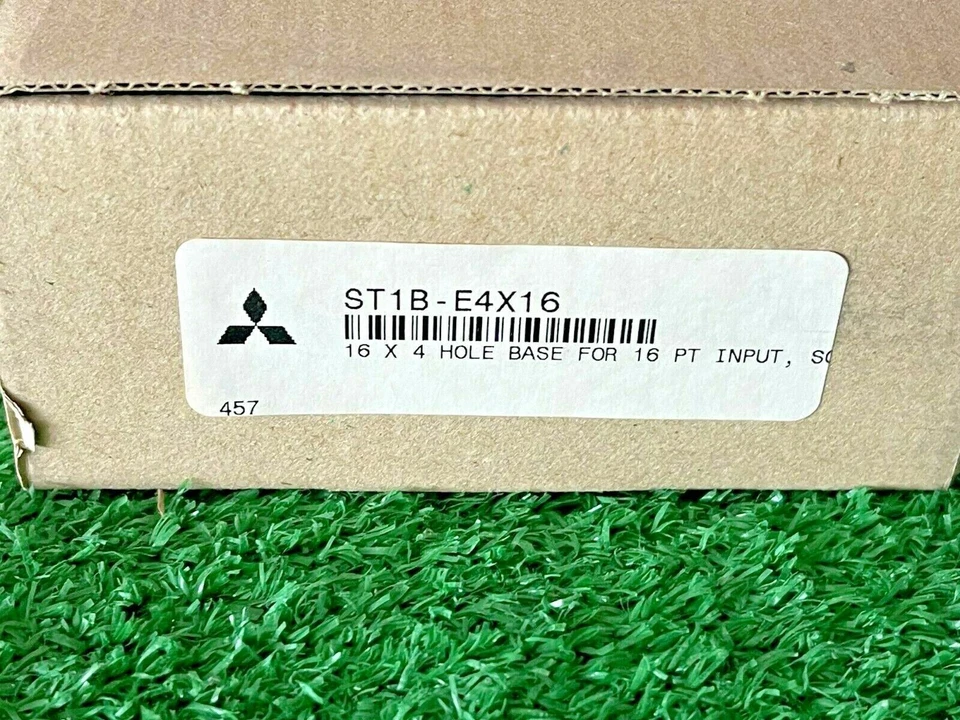 ST1B-E4X16
16 X 4 HOLE BASE FOR 16 PT INPUT,
457